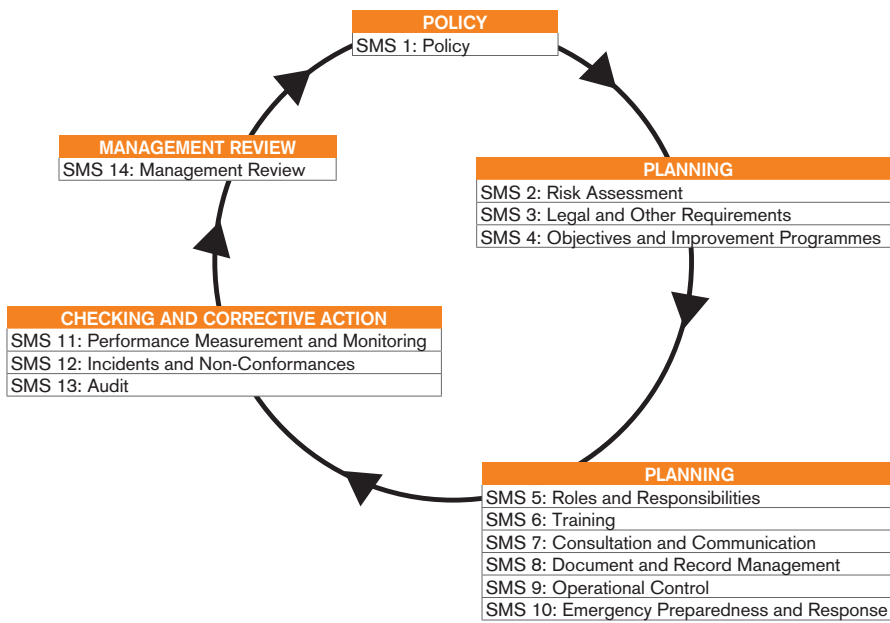 POLICY
SMS 1: Policy
MANAGEMENT REVIEW
SMS 14: Management Review
PLANNING
SMS 2: Risk Assessment
SMS 3: Legal and Other Requirements
SMS 4: Objectives and Improvement Programmes
CHECKING AND CORRECTIVE ACTION
SMS 11: Performance Measurement and Monitoring
SMS 12: Incidents and Non-Conformances
SMS 13: Audit
PLANNING
SMS 5: Roles and Responsibilities
SMS 6: Training
SMS 7: Consultation and Communication
SMS 8: Document and Record Management
SMS 9: Operational Control
SMS 10: Emergency Preparedness and Response